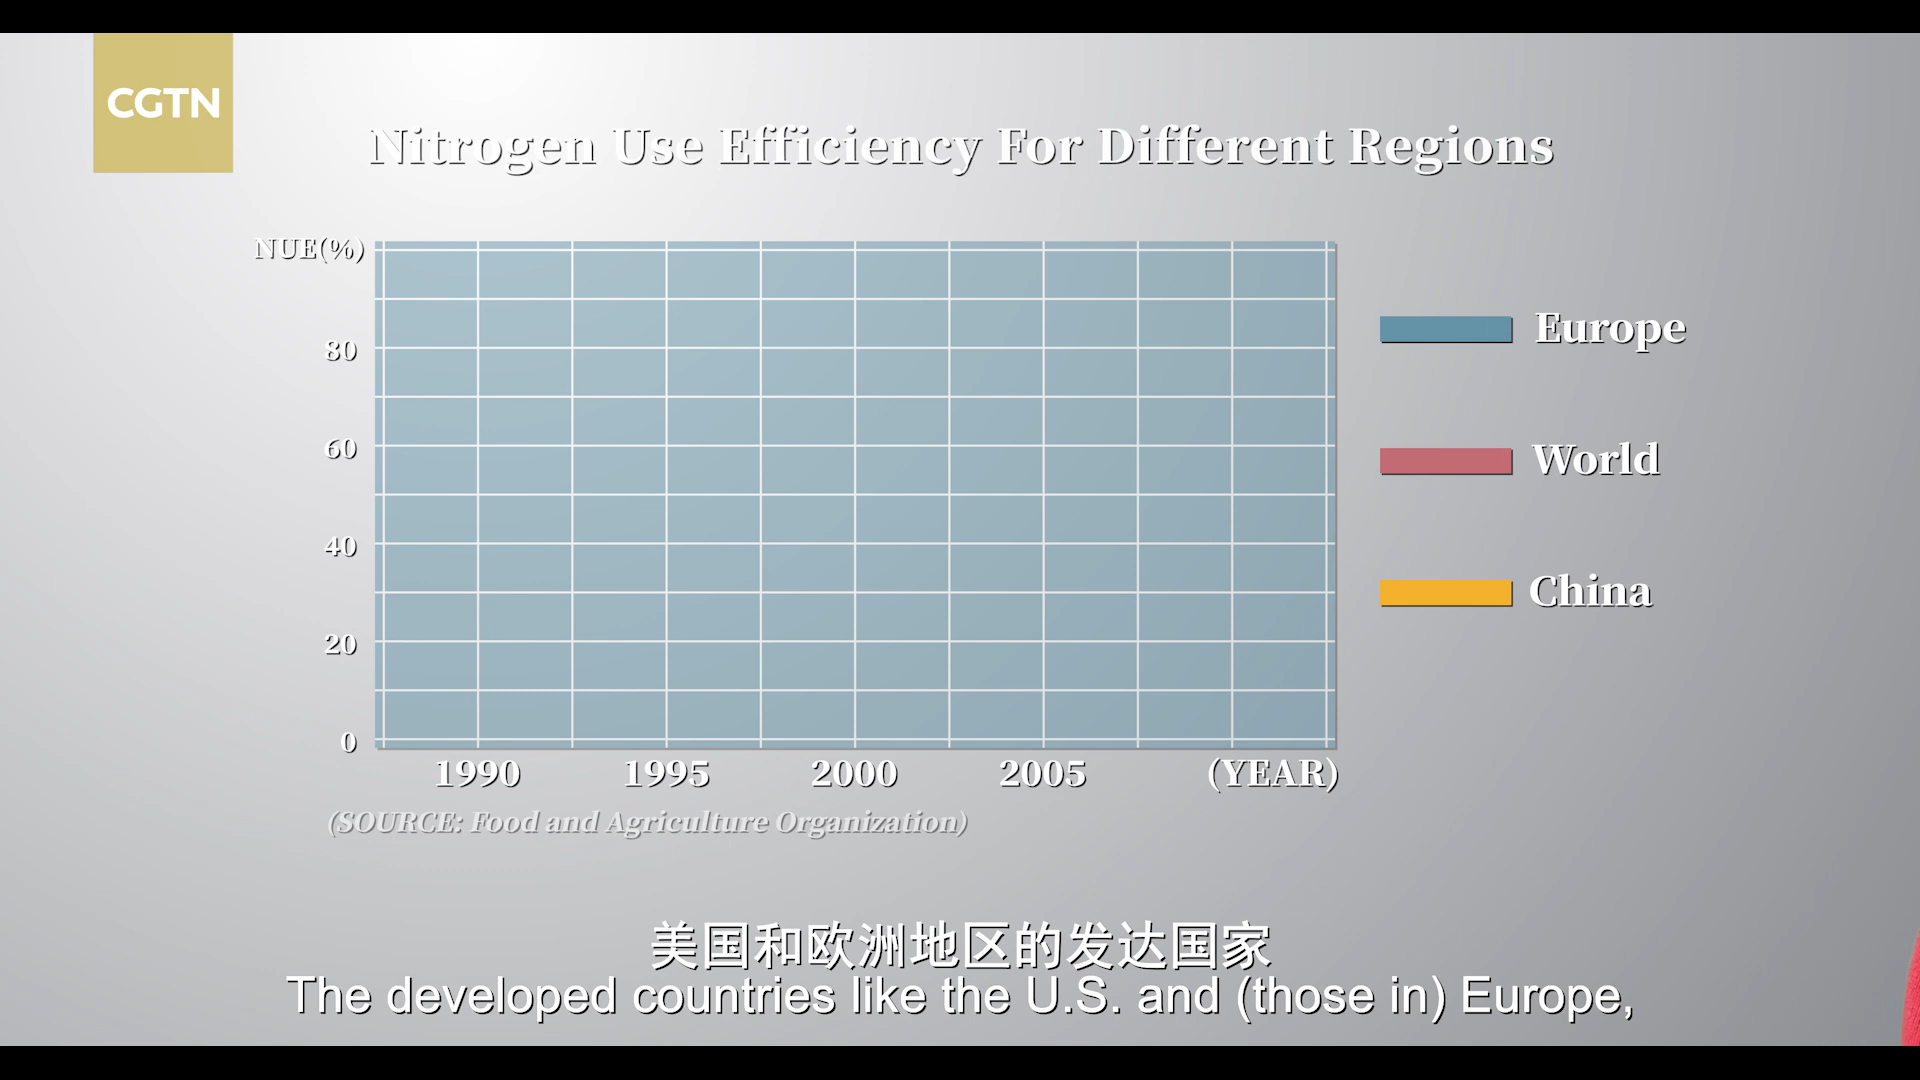 CGTN
Nitrogen Use Efficiency For Different Regions
NUE(%)
80
60
40
20
0
1990 1995 2000 2005 (YEAR)
Europe
World
China
(SOURCE: Food and Agriculture Organization)
美国和欧洲地区的发达国家
The developed countries like the U.S. and (those in) Europe,